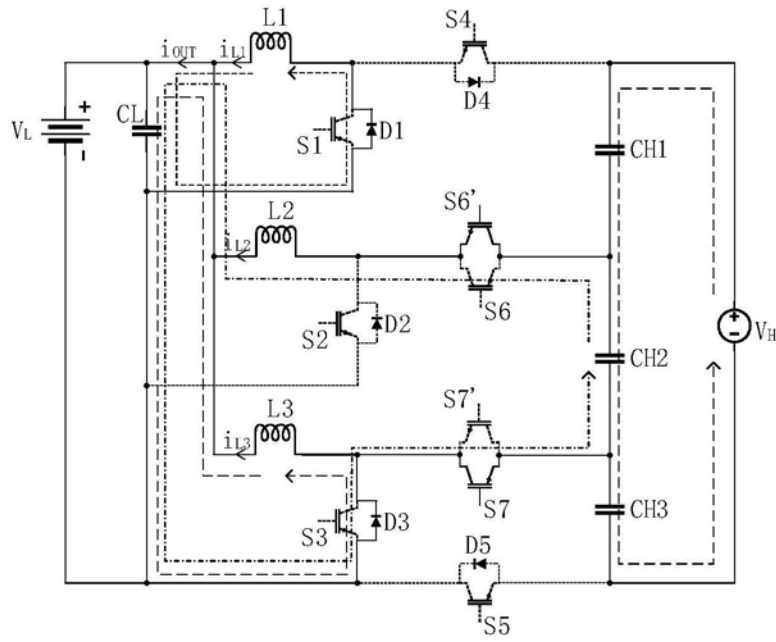 L1
S4
iOUT
iL1
D4
VL
+
-
CL
S1
D1
CH1
L2
S6'
iL2
S6
S2
D2
VH
+
-
CH2
L3
S7'
iL3
S7
S3
D3
CH3
D5
S5